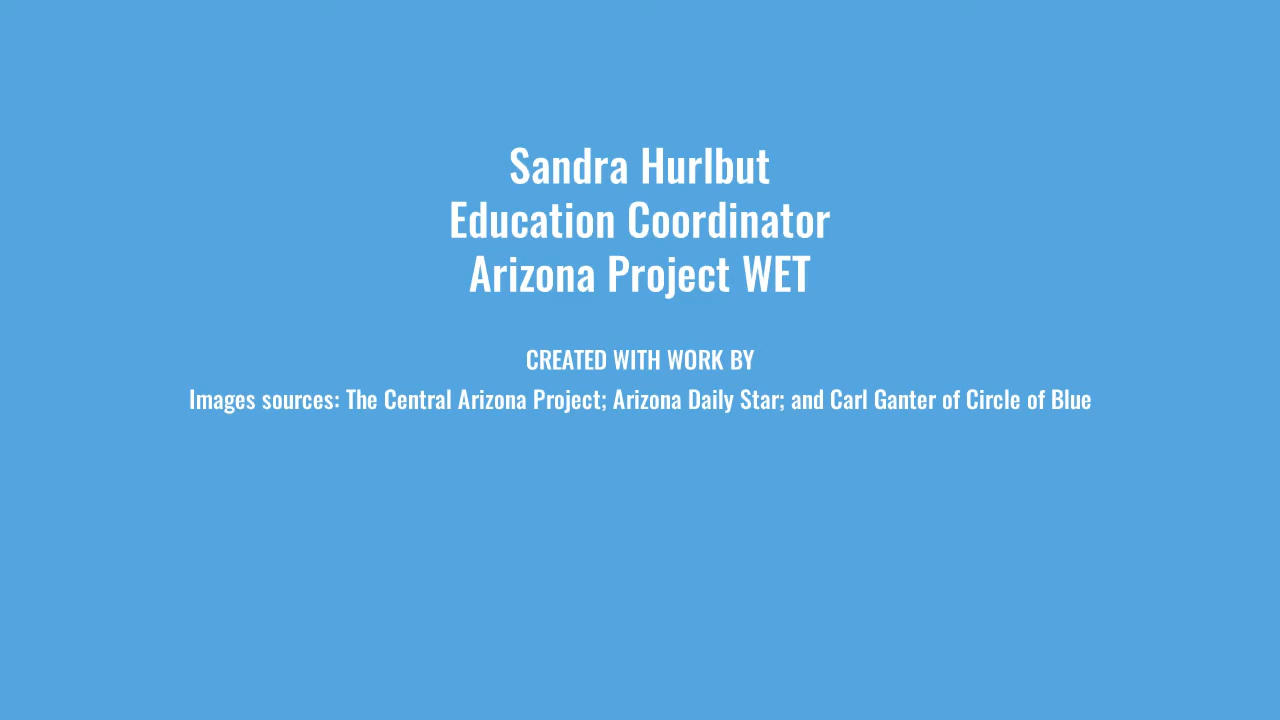 Sandra Hurlbut
Education Coordinator
Arizona Project WET
CREATED WITH WORK BY
Images sources: The Central Arizona Project; Arizona Daily Star; and Carl Ganter of Circle of Blue